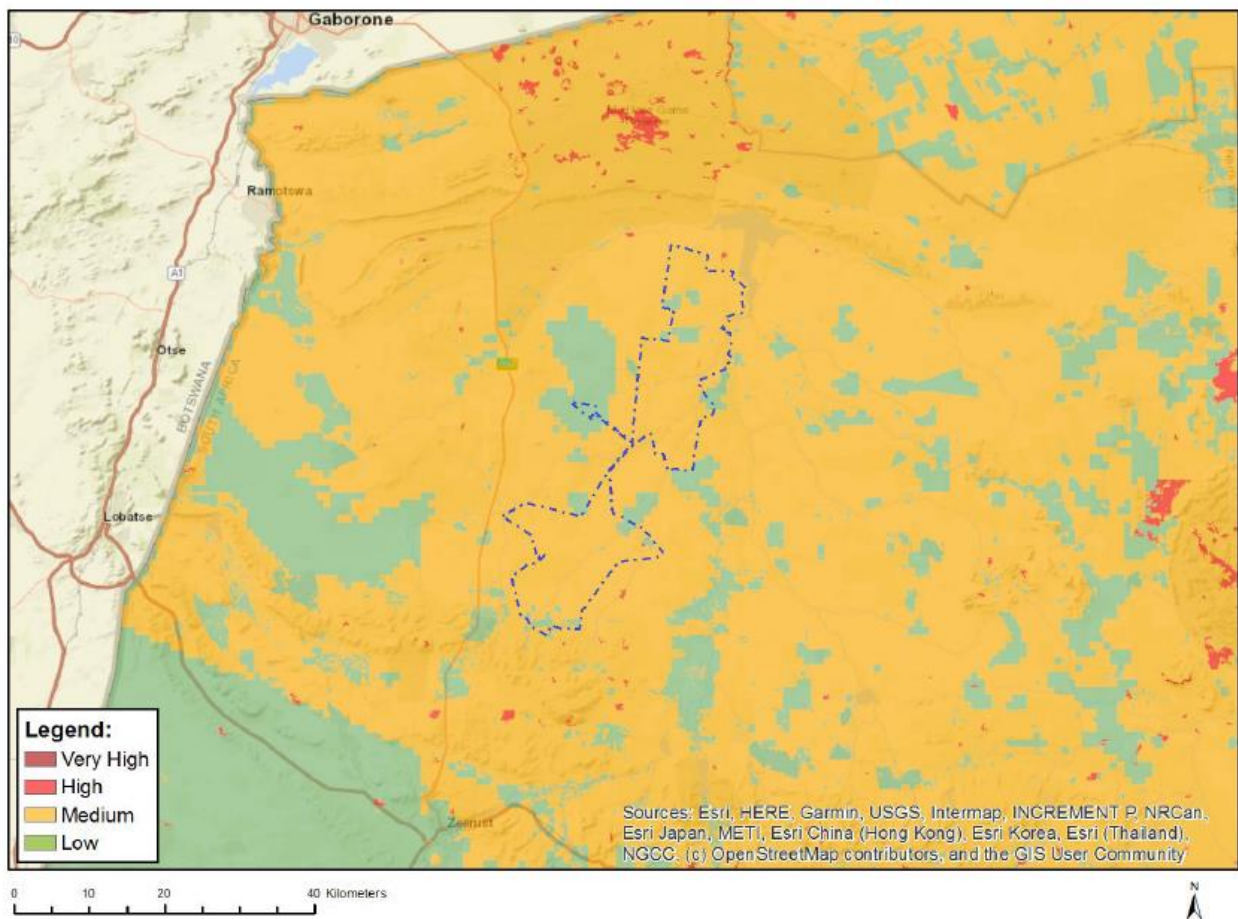 Gaborone
Game
Ramotswa
A1
Otse
BOTSWANA
SOUTH AFRICA
Lobatse
Zeerust
Legend:
Very High
High
Medium
Low
Sources: Esri, HERE, Garmin, USGS, Intermap, INCREMENT P, NRCan,
Esri Japan, METI, Esri China (Hong Kong), Esri Korea, Esri (Thailand),
NGCC, (c) OpenStreetMap contributors, and the GIS User Community
0 10 20 40 Kilometers
N